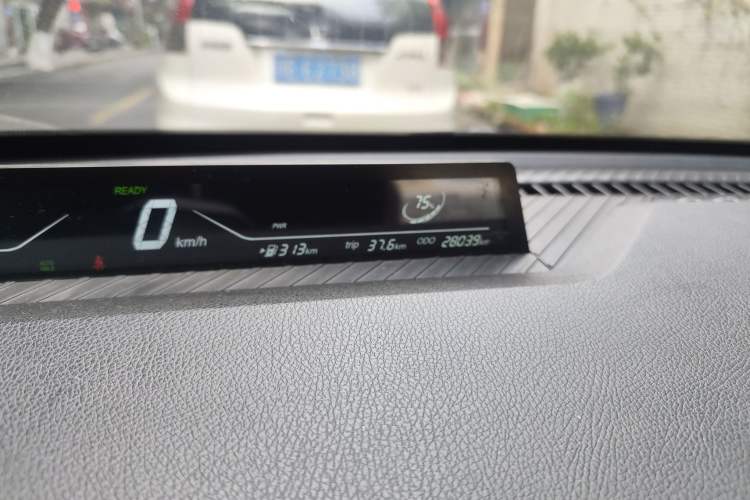 READY
75%
0 km/h
PWR
313km
trip 37.6km
ODO 28039km